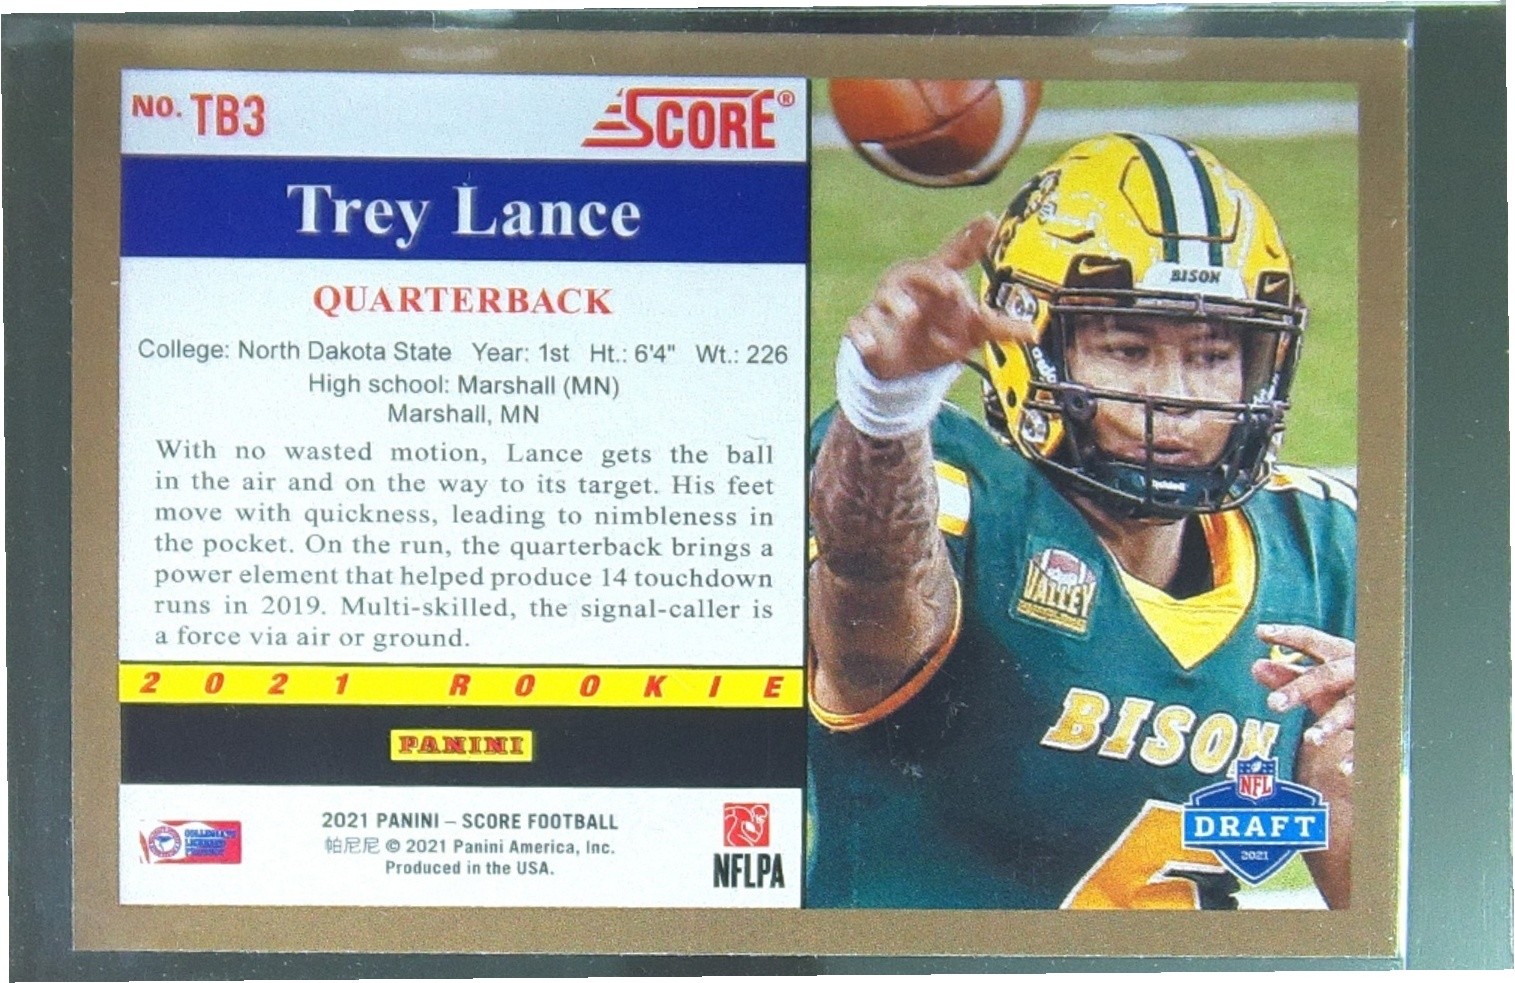 NO. TB3
SCORE®
Trey Lance
QUARTERBACK
College: North Dakota State Year: 1st Ht.: 6'4" Wt.: 226
High school: Marshall (MN)
Marshall, MN
With no wasted motion, Lance gets the ball
in the air and on the way to its target. His feet
move with quickness, leading to nimbleness in
the pocket. On the run, the quarterback brings a
power element that helped produce 14 touchdown
runs in 2019. Multi-skilled, the signal-caller is
a force via air or ground.
2021 ROOKIE
PANINI
2021 PANINI – SCORE FOOTBALL
帕尼尼 © 2021 Panini America, Inc.
Produced in the USA.
COLLEGIATE
LICENSED
PRODUCT
NFLPA
BISON
VALLEY
BISON
NFL
DRAFT
2021